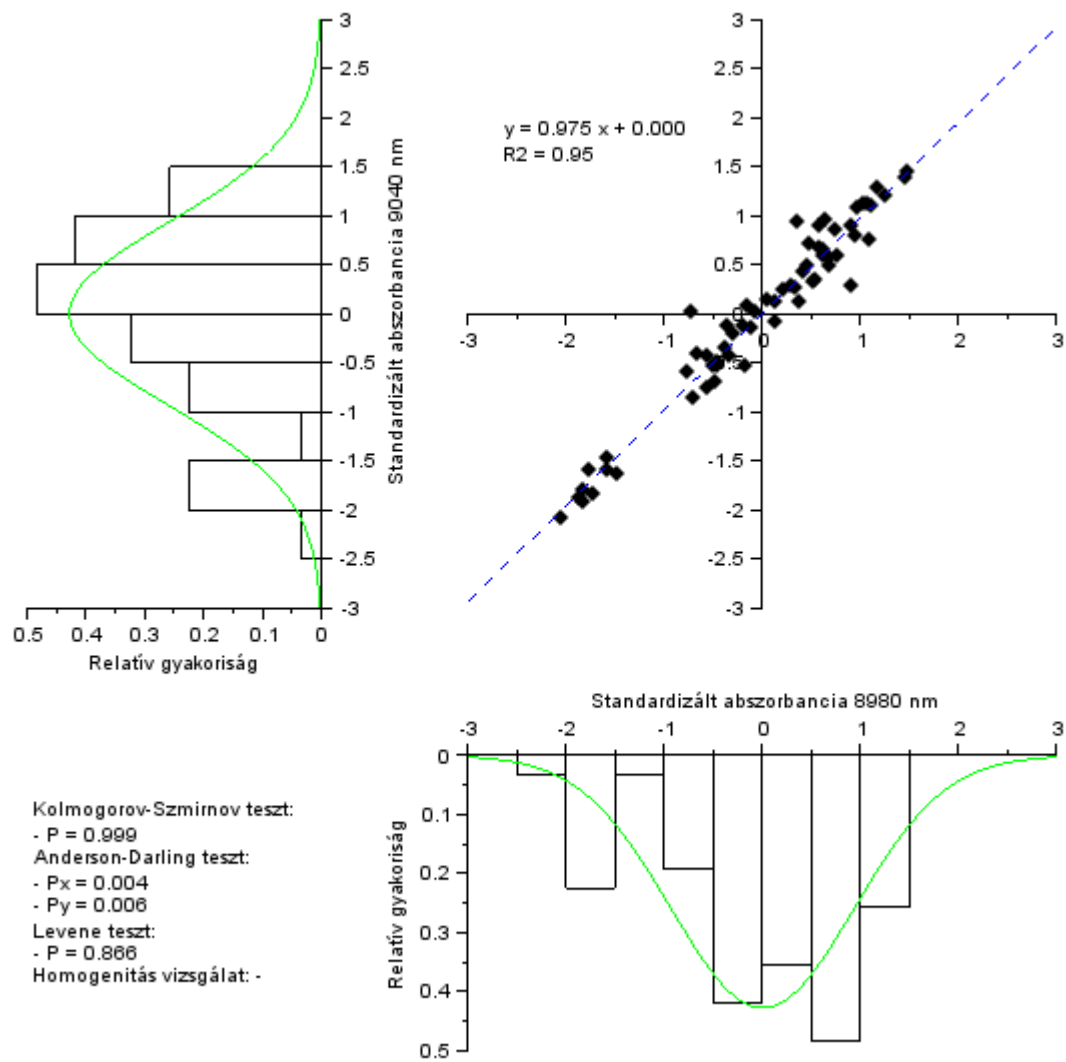 3
2.5
2
1.5
1
0.5
0
-0.5
-1
-1.5
-2
-2.5
-3
Standardizált abszorbancia 9040 nm
0.5 0.4 0.3 0.2 0.1 0
Relatív gyakoriság
y = 0.975 x + 0.000
R2 = 0.95
3
2.5
2
1.5
1
0.5
0
-0.5
-1
-1.5
-2
-2.5
-3
-3 -2 -1 0 1 2 3
Standardizált abszorbancia 8980 nm
-3 -2 -1 0 1 2 3
0
0.1
0.2
0.3
0.4
0.5
Relatív gyakoriság
Kolmogorov-Szmirnov teszt:
- P = 0.999
Anderson-Darling teszt:
- Px = 0.004
- Py = 0.006
Levene teszt:
- P = 0.866
Homogenitás vizsgálat: -